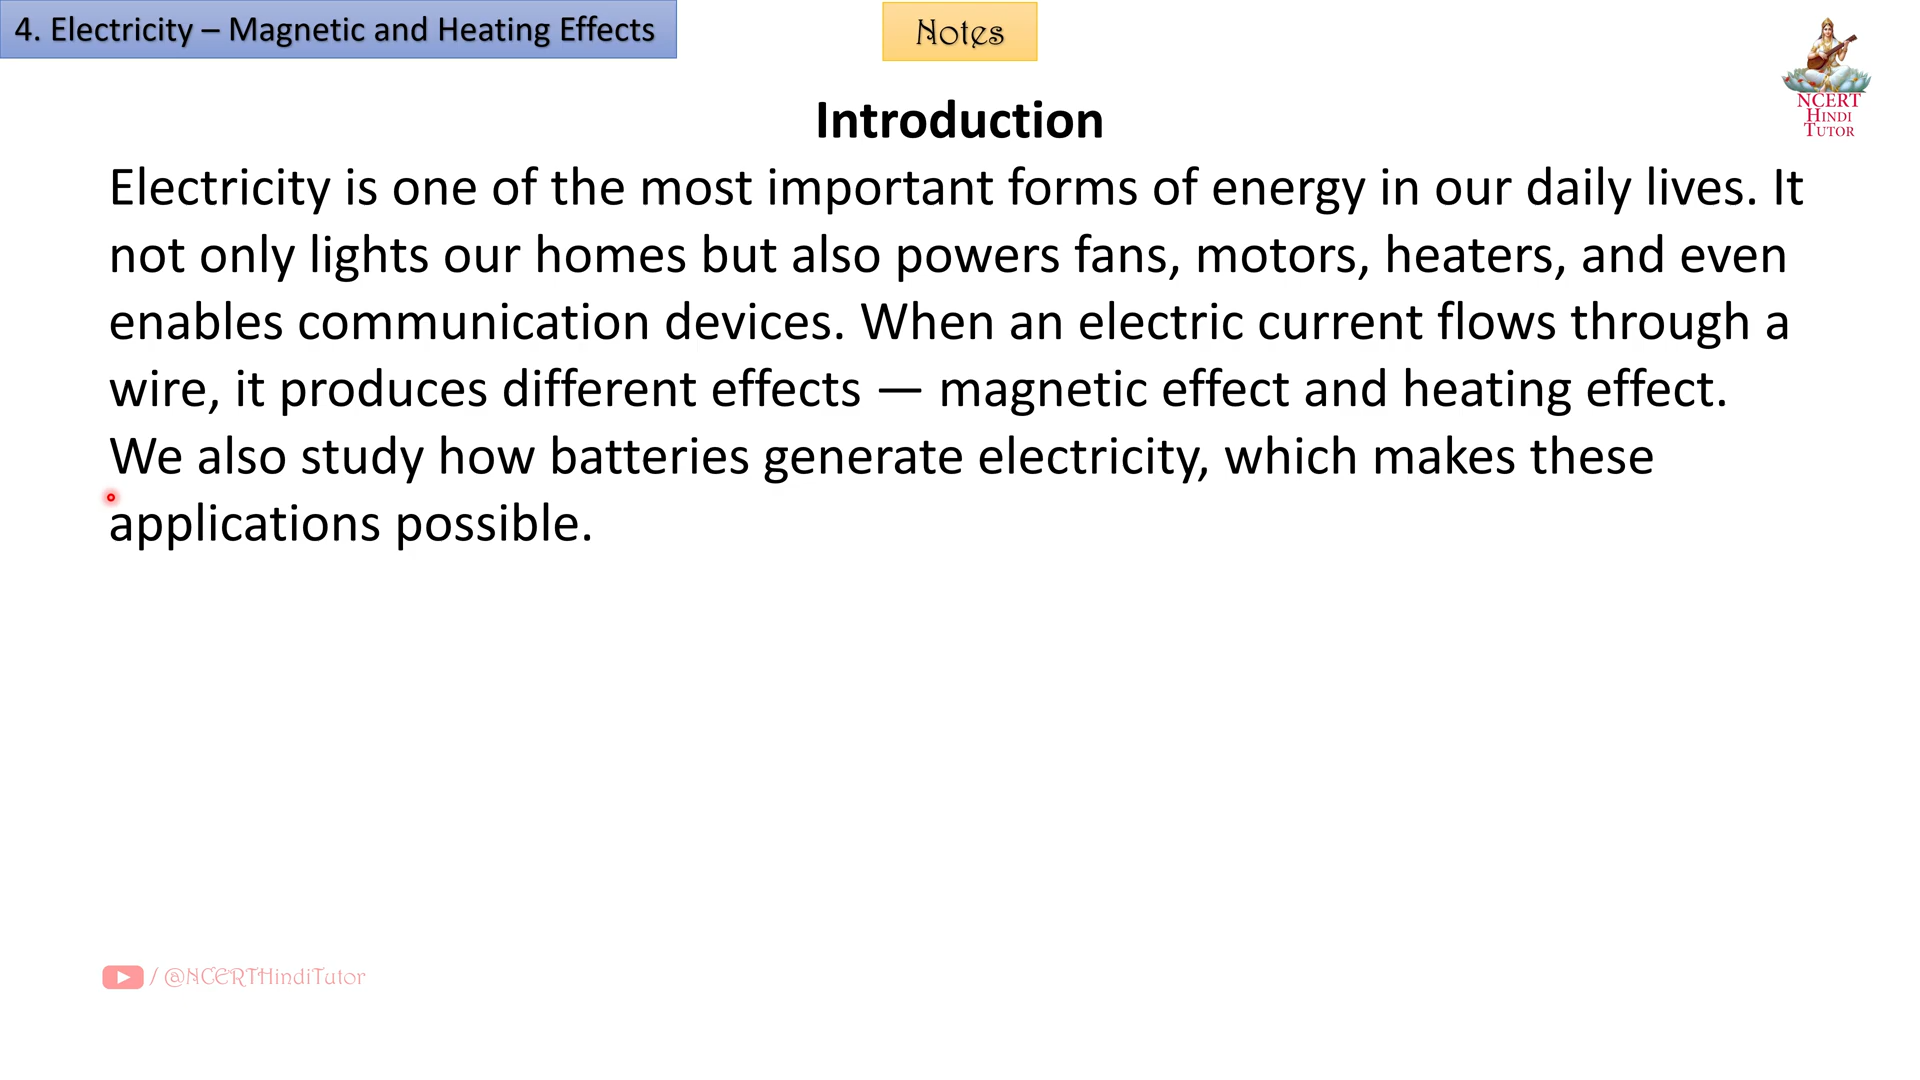 4. Electricity – Magnetic and Heating Effects
Notes
NCERT
HINDI
TUTOR
Introduction
Electricity is one of the most important forms of energy in our daily lives. It
not only lights our homes but also powers fans, motors, heaters, and even
enables communication devices. When an electric current flows through a
wire, it produces different effects — magnetic effect and heating effect.
We also study how batteries generate electricity, which makes these
applications possible.
/ @NCERTHindiTutor